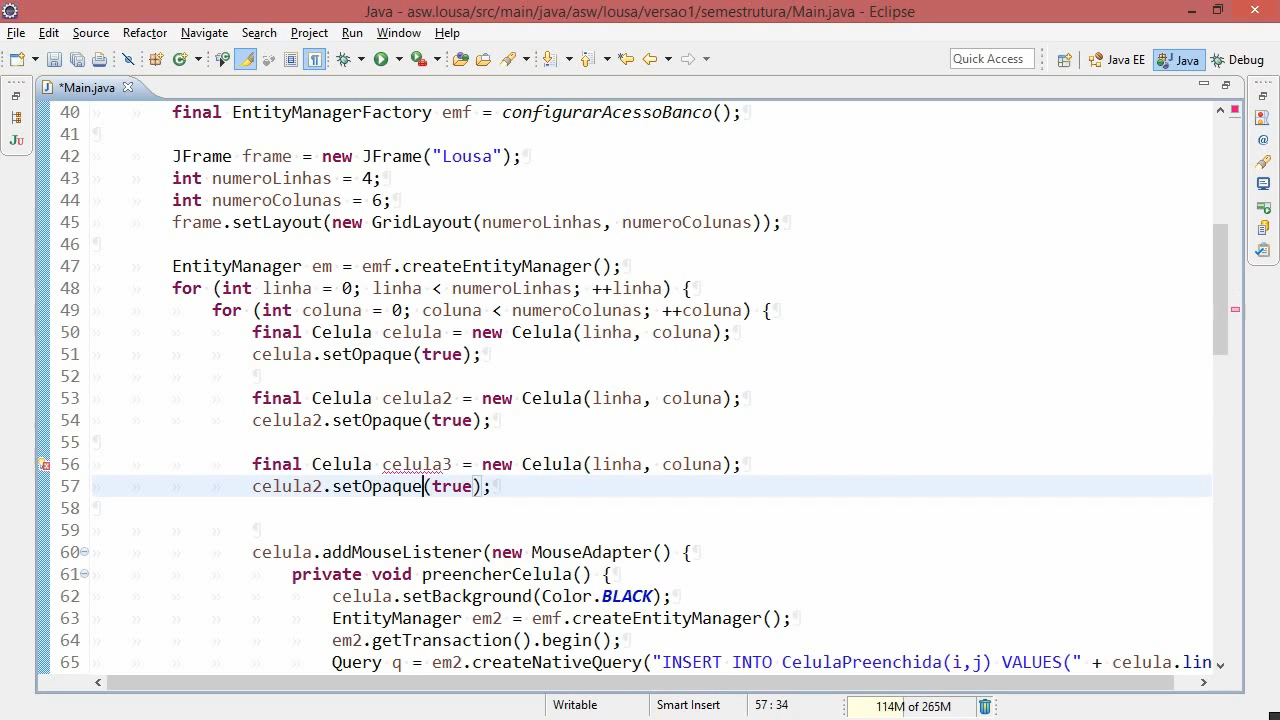 Java - asw.lousa/src/main/java/asw/lousa/versao1/semestrutura/Main.java - Eclipse
File Edit Source Refactor Navigate Search Project Run Window Help
Quick Access Java EE Java Debug
*Main.java
40 final EntityManagerFactory emf = configurarAcessoBanco();
41
42 JFrame frame = new JFrame("Lousa");
43 int numeroLinhas = 4;
44 int numeroColunas = 6;
45 frame.setLayout(new GridLayout(numeroLinhas, numeroColunas));
46
47 EntityManager em = emf.createEntityManager();
48 for (int linha = 0; linha < numeroLinhas; ++linha) {
49 for (int coluna = 0; coluna < numeroColunas; ++coluna) {
50 final Celula celula = new Celula(linha, coluna);
51 celula.setOpaque(true);
52
53 final Celula celula2 = new Celula(linha, coluna);
54 celula2.setOpaque(true);
55
56 final Celula celula3 = new Celula(linha, coluna);
57 celula2.setOpaque(true);
58
59
60 celula.addMouseListener(new MouseAdapter() {
61 private void preencherCelula() {
62 celula.setBackground(Color.BLACK);
63 EntityManager em2 = emf.createEntityManager();
64 em2.getTransaction().begin();
65 Query q = em2.createNativeQuery("INSERT INTO CelulaPreenchida(i,j) VALUES(" + celula.lin
Writable Smart Insert 57 : 34 114M of 265M